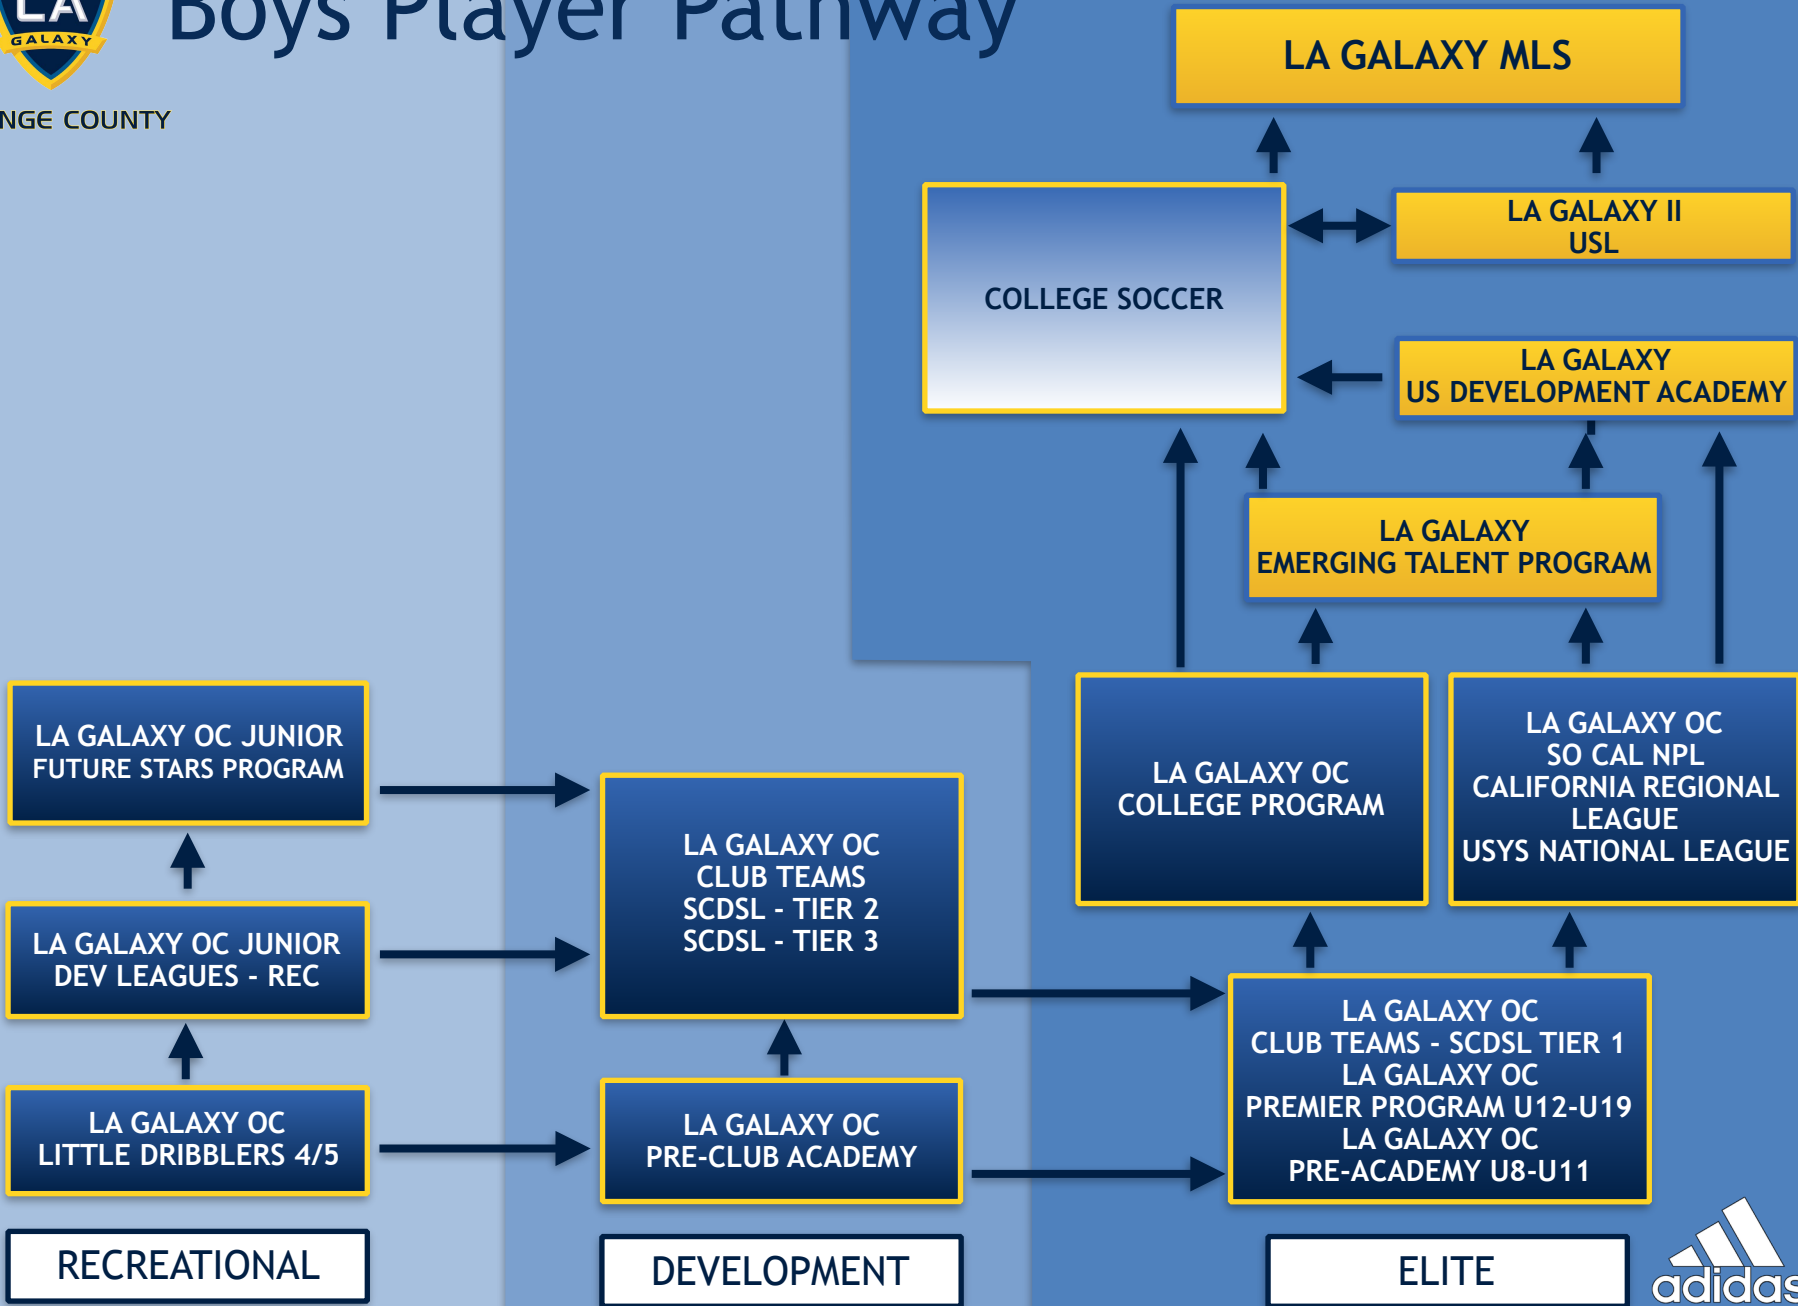 LA
GALAXY
Boys Player Pathway
NGE COUNTY
LA GALAXY MLS
COLLEGE SOCCER
LA GALAXY II
USL
LA GALAXY
US DEVELOPMENT ACADEMY
LA GALAXY
EMERGING TALENT PROGRAM
LA GALAXY OC JUNIOR
FUTURE STARS PROGRAM
LA GALAXY OC JUNIOR
DEV LEAGUES - REC
LA GALAXY OC
LITTLE DRIBBLERS 4/5
RECREATIONAL
LA GALAXY OC
CLUB TEAMS
SCDSL - TIER 2
SCDSL - TIER 3
LA GALAXY OC
PRE-CLUB ACADEMY
DEVELOPMENT
LA GALAXY OC
COLLEGE PROGRAM
LA GALAXY OC
SO CAL NPL
CALIFORNIA REGIONAL
LEAGUE
USYS NATIONAL LEAGUE
LA GALAXY OC
CLUB TEAMS - SCDSL TIER 1
LA GALAXY OC
PREMIER PROGRAM U12-U19
LA GALAXY OC
PRE-ACADEMY U8-U11
ELITE
adidas